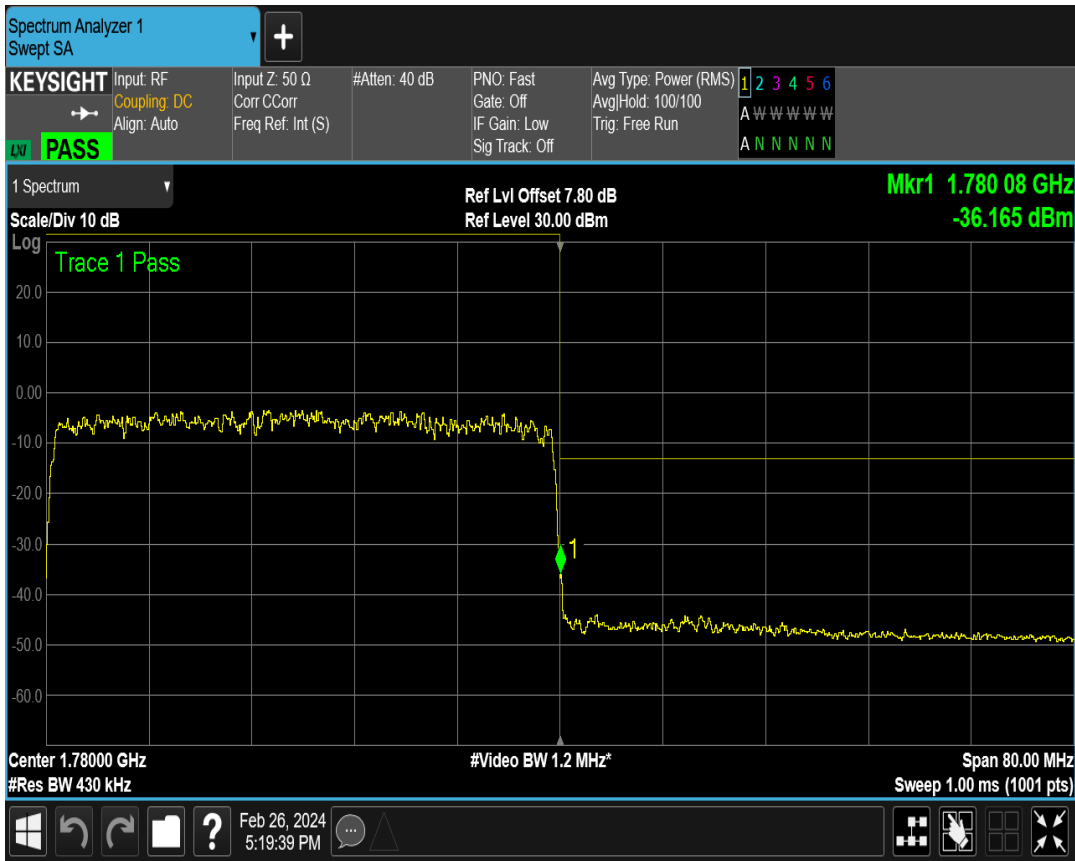 Spectrum Analyzer 1
Swept SA
+
KEYSIGHT
LXI PASS
Input: RF
Coupling: DC
Align: Auto
Input Z: 50 Ω
Corr CCorr
Freq Ref: Int (S)
#Atten: 40 dB
PNO: Fast
Gate: Off
IF Gain: Low
Sig Track: Off
Avg Type: Power (RMS)
Avg|Hold: 100/100
Trig: Free Run
1 2 3 4 5 6
A W W W W W
A N N N N N
1 Spectrum
Scale/Div 10 dB
Ref Lvl Offset 7.80 dB
Ref Level 30.00 dBm
Mkr1 1.780 08 GHz
-36.165 dBm
Log
Trace 1 Pass
20.0
10.0
0.00
-10.0
-20.0
-30.0
1
-40.0
-50.0
-60.0
Center 1.78000 GHz
#Res BW 430 kHz
#Video BW 1.2 MHz*
Span 80.00 MHz
Sweep 1.00 ms (1001 pts)
?
Feb 26, 2024
5:19:39 PM